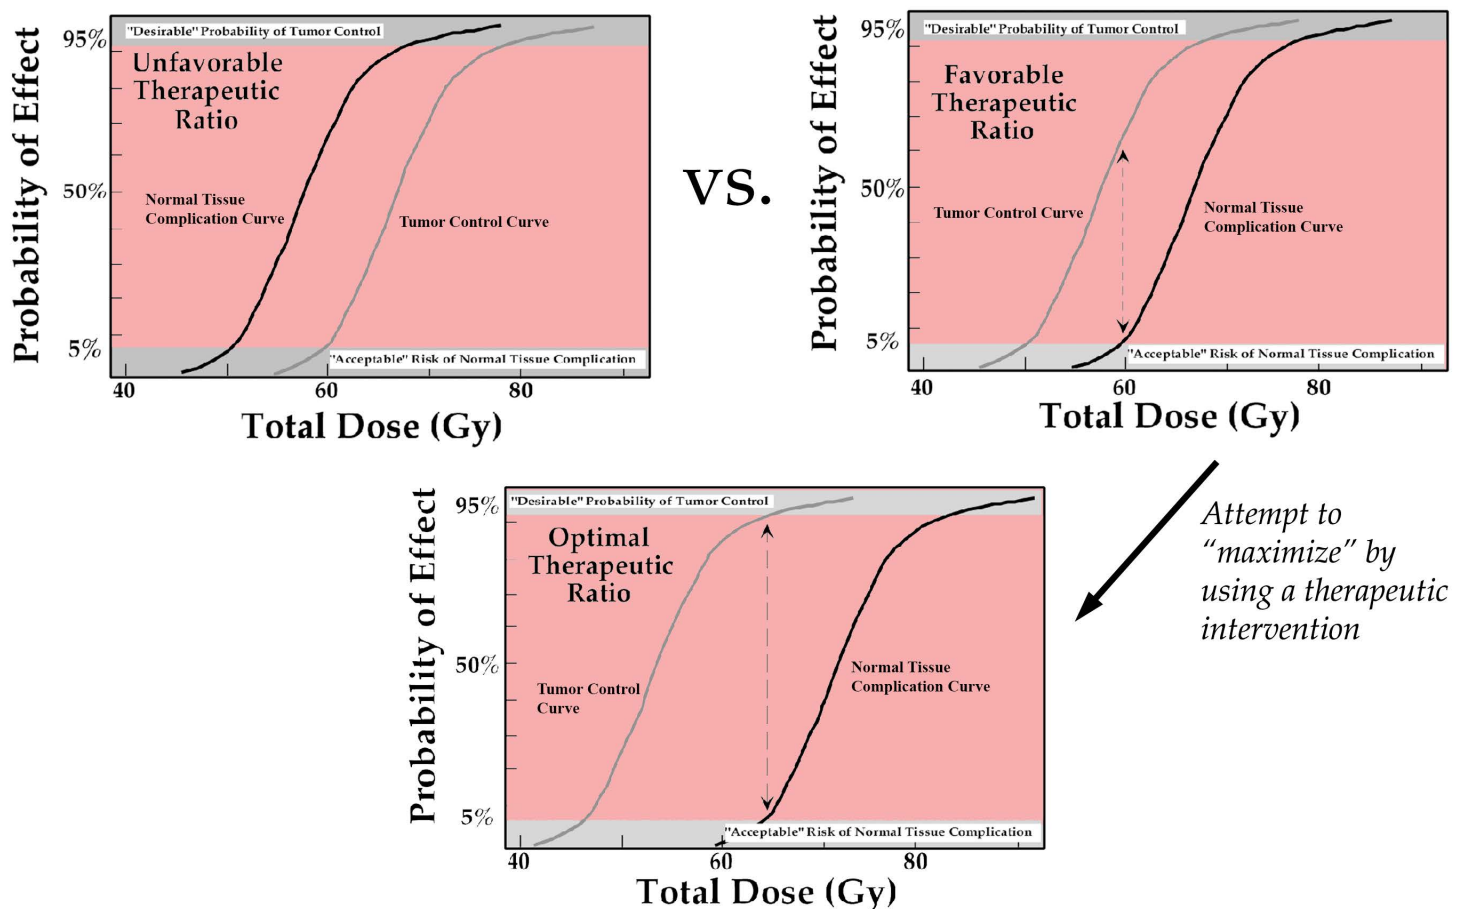 "Desirable" Probability of Tumor Control
Unfavorable
Therapeutic
Ratio
Probability of Effect
95%
50%
5%
Normal Tissue
Complication Curve
Tumor Control Curve
"Acceptable" Risk of Normal Tissue Complication
40
60
80
Total Dose (Gy)
vs.
"Desirable" Probability of Tumor Control
Favorable
Therapeutic
Ratio
Probability of Effect
95%
50%
5%
Tumor Control Curve
Normal Tissue
Complication Curve
"Acceptable" Risk of Normal Tissue Complication
40
60
80
Total Dose (Gy)
Attempt to
“maximize” by
using a therapeutic
intervention
"Desirable" Probability of Tumor Control
Optimal
Therapeutic
Ratio
Probability of Effect
95%
50%
5%
Tumor Control
Curve
Normal Tissue
Complication Curve
"Acceptable" Risk of Normal Tissue Complication
40
60
80
Total Dose (Gy)